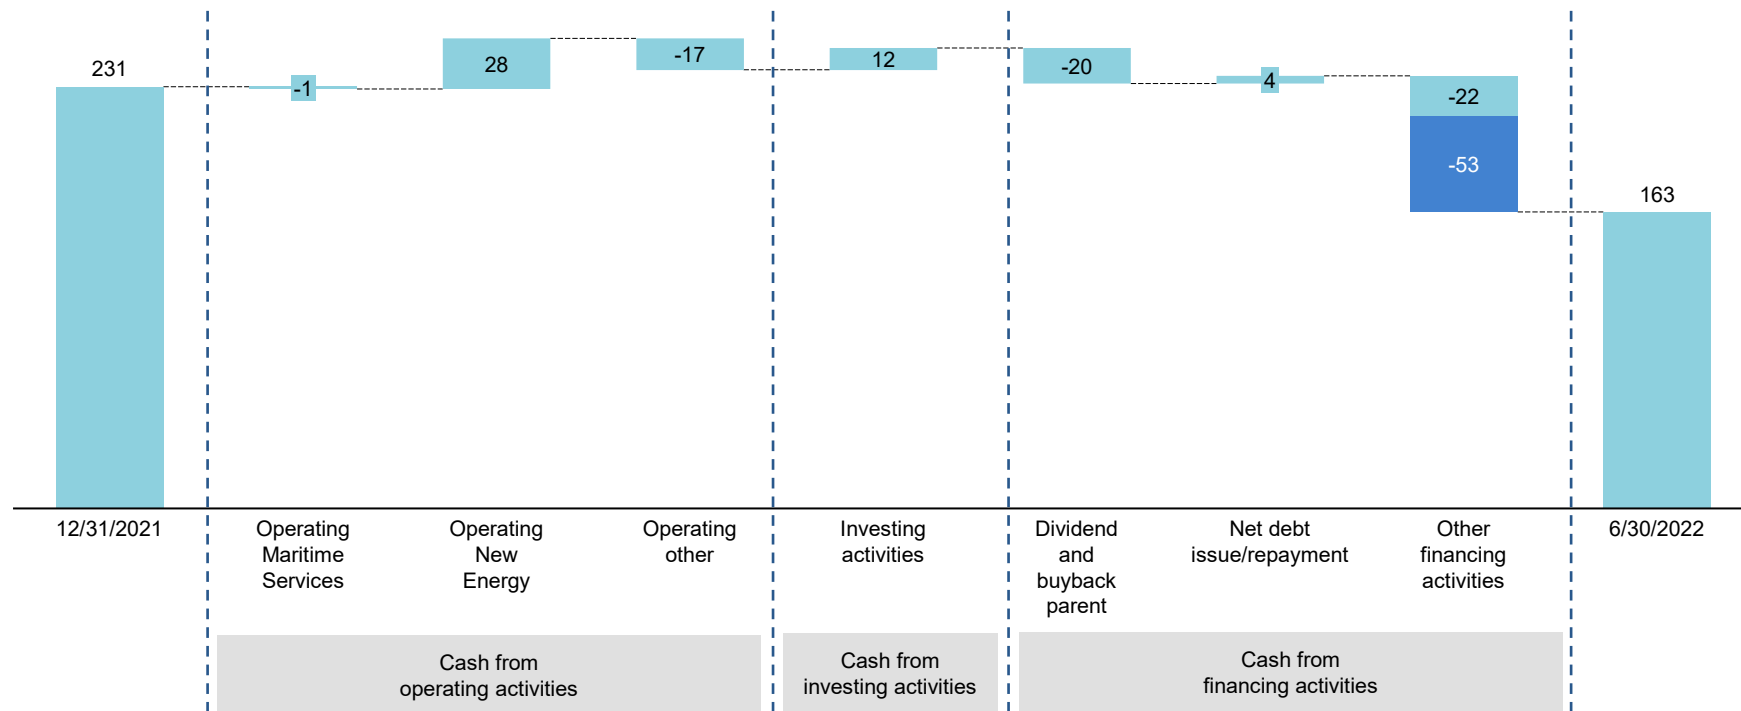 231
-1
28
-17
12
-20
4
-22
-53
163
12/31/2021
Operating
Maritime
Services
Operating
New
Energy
Operating
other
Investing
activities
Dividend
and
buyback
parent
Net debt
issue/repayment
Other
financing
activities
6/30/2022
Cash from
operating activities
Cash from
investing activities
Cash from
financing activities